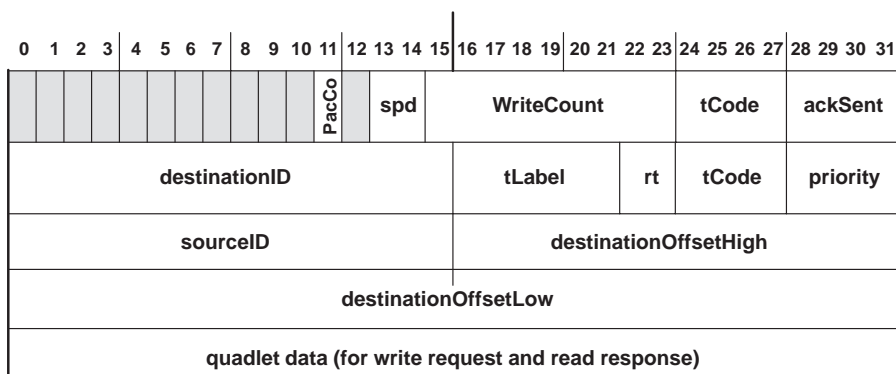 0 1 2 3 4 5 6 7 8 9 10 11 12 13 14 15 16 17 18 19 20 21 22 23 24 25 26 27 28 29 30 31
PacCo spd WriteCount tCode ackSent
destinationID tLabel rt tCode priority
sourceID destinationOffsetHigh
destinationOffsetLow
quadlet data (for write request and read response)